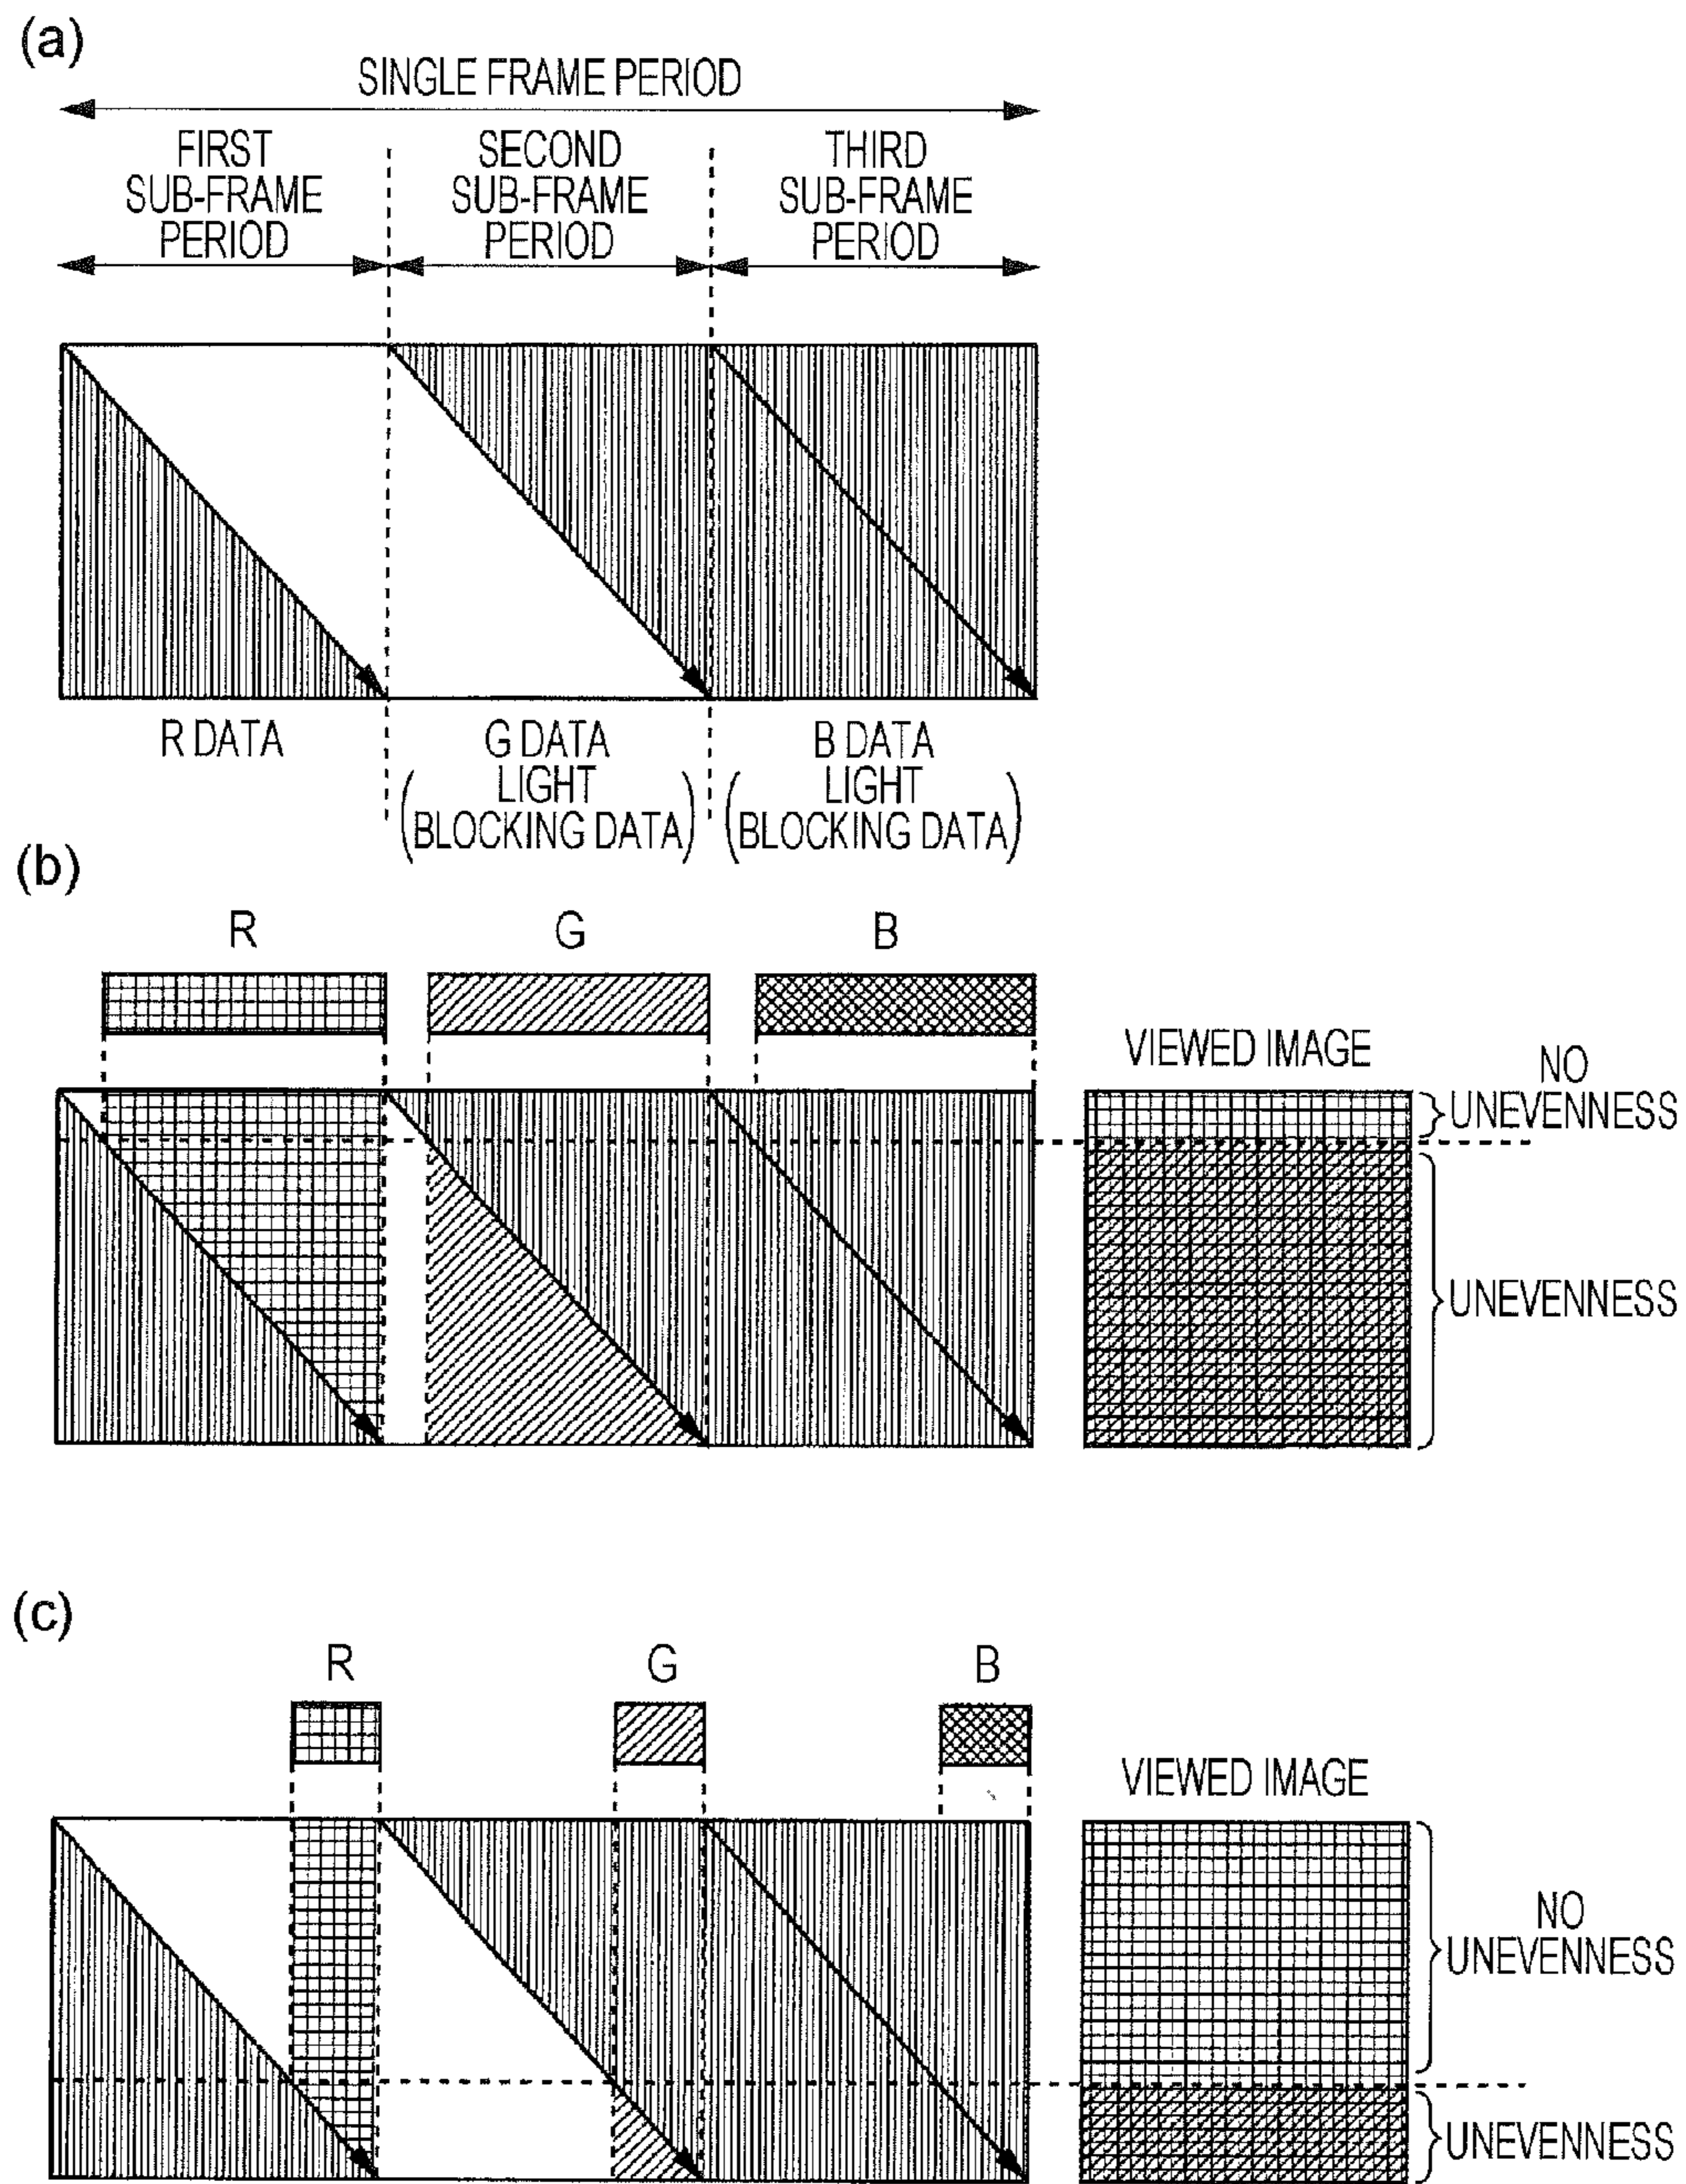 (a)
SINGLE FRAME PERIOD
FIRST
SUB-FRAME
PERIOD
SECOND
SUB-FRAME
PERIOD
THIRD
SUB-FRAME
PERIOD
R DATA
G DATA
LIGHT
(BLOCKING DATA)
B DATA
LIGHT
(BLOCKING DATA)
(b)
R
G
B
VIEWED IMAGE
NO
UNEVENNESS
UNEVENNESS
(c)
R
G
B
VIEWED IMAGE
NO
UNEVENNESS
UNEVENNESS